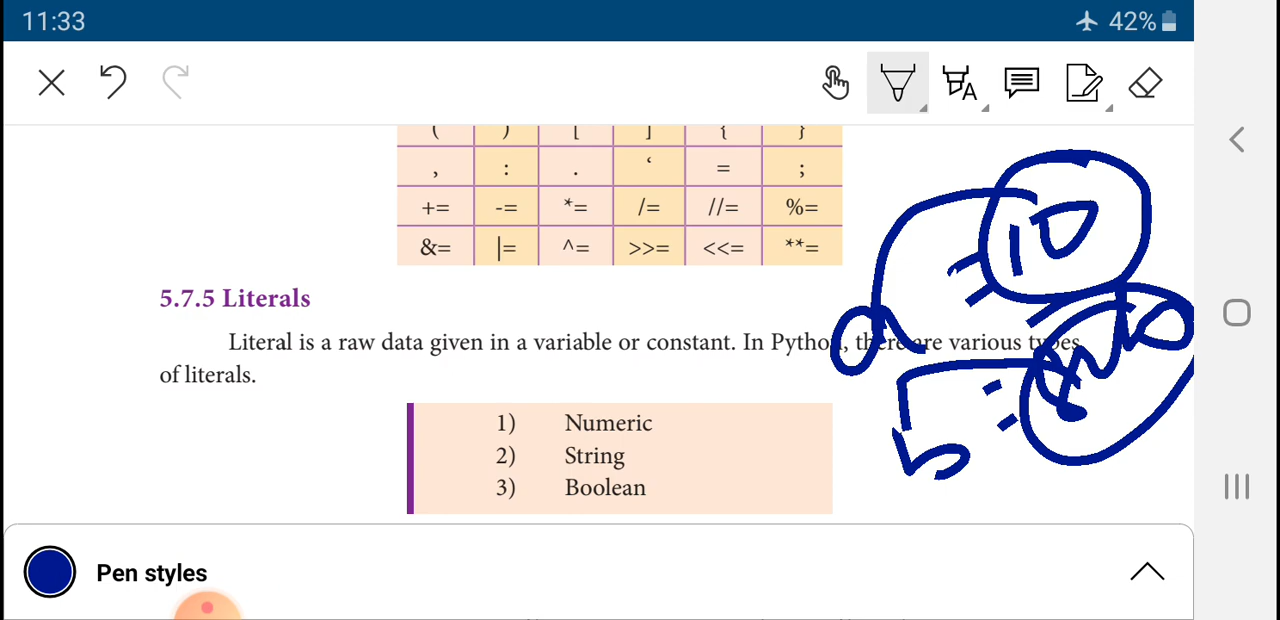 11:33 42%
( ) [ ] { }
, : . ‘ = ;
+= -= *= /= //= %=
&= |= ^= >>= <<= **=
10
5.7.5 Literals
Literal is a raw data given in a variable or constant. In Python, there are various types
of literals.
a
b
1) Numeric
2) String
3) Boolean
Pen styles